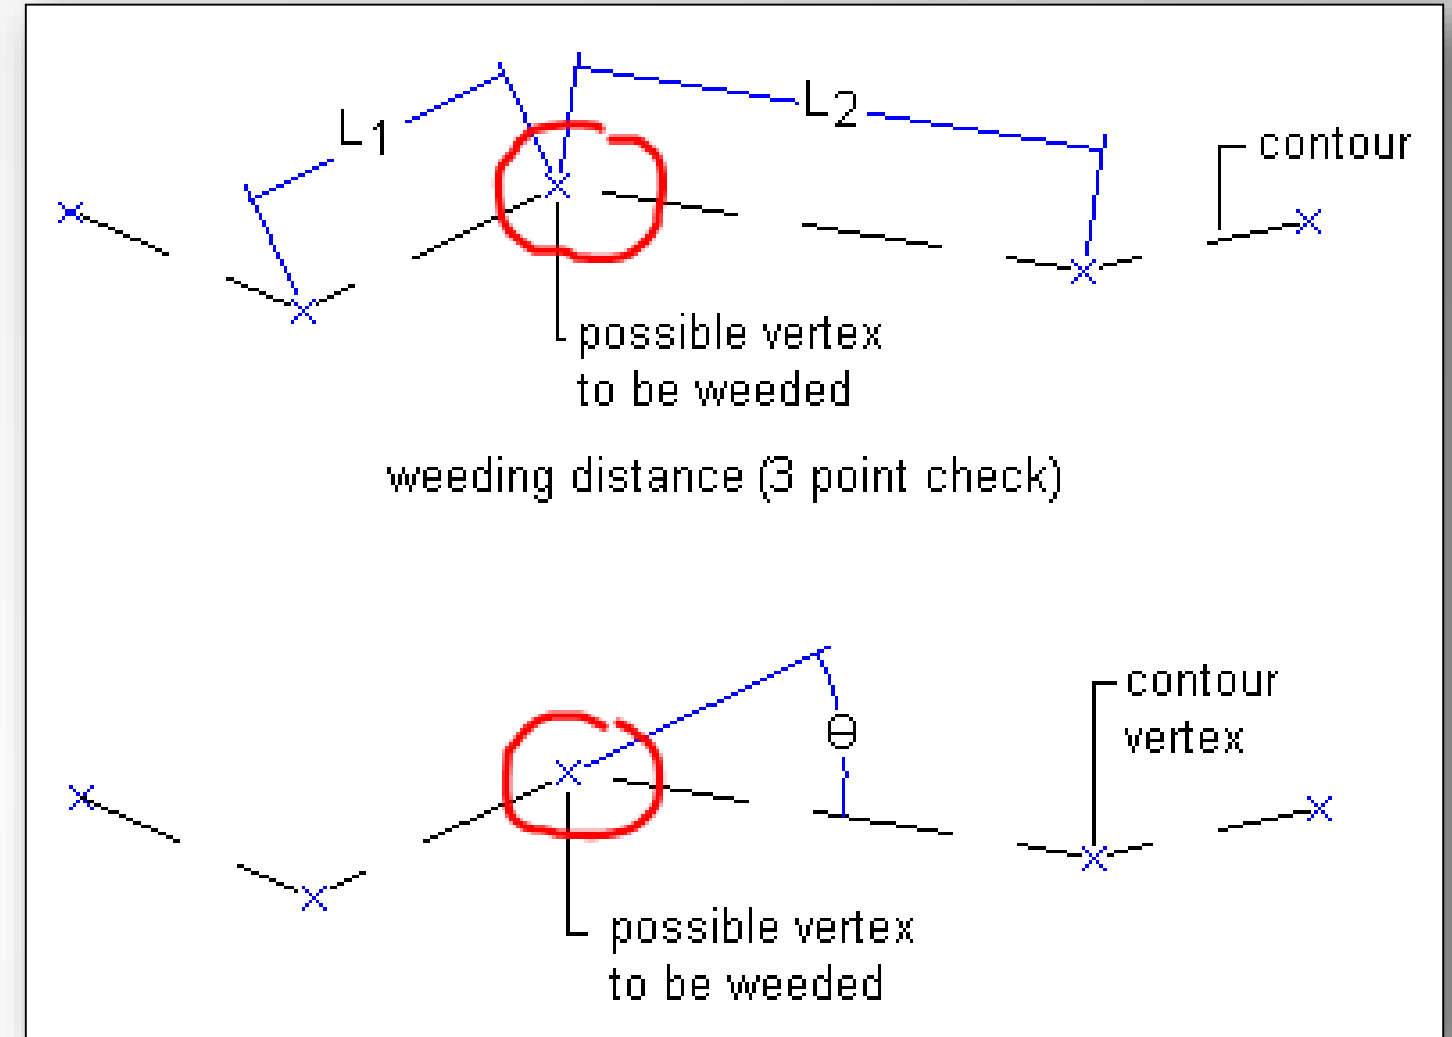 L1
L2
contour
possible vertex
to be weeded
weeding distance (3 point check)
contour
vertex
θ
possible vertex
to be weeded